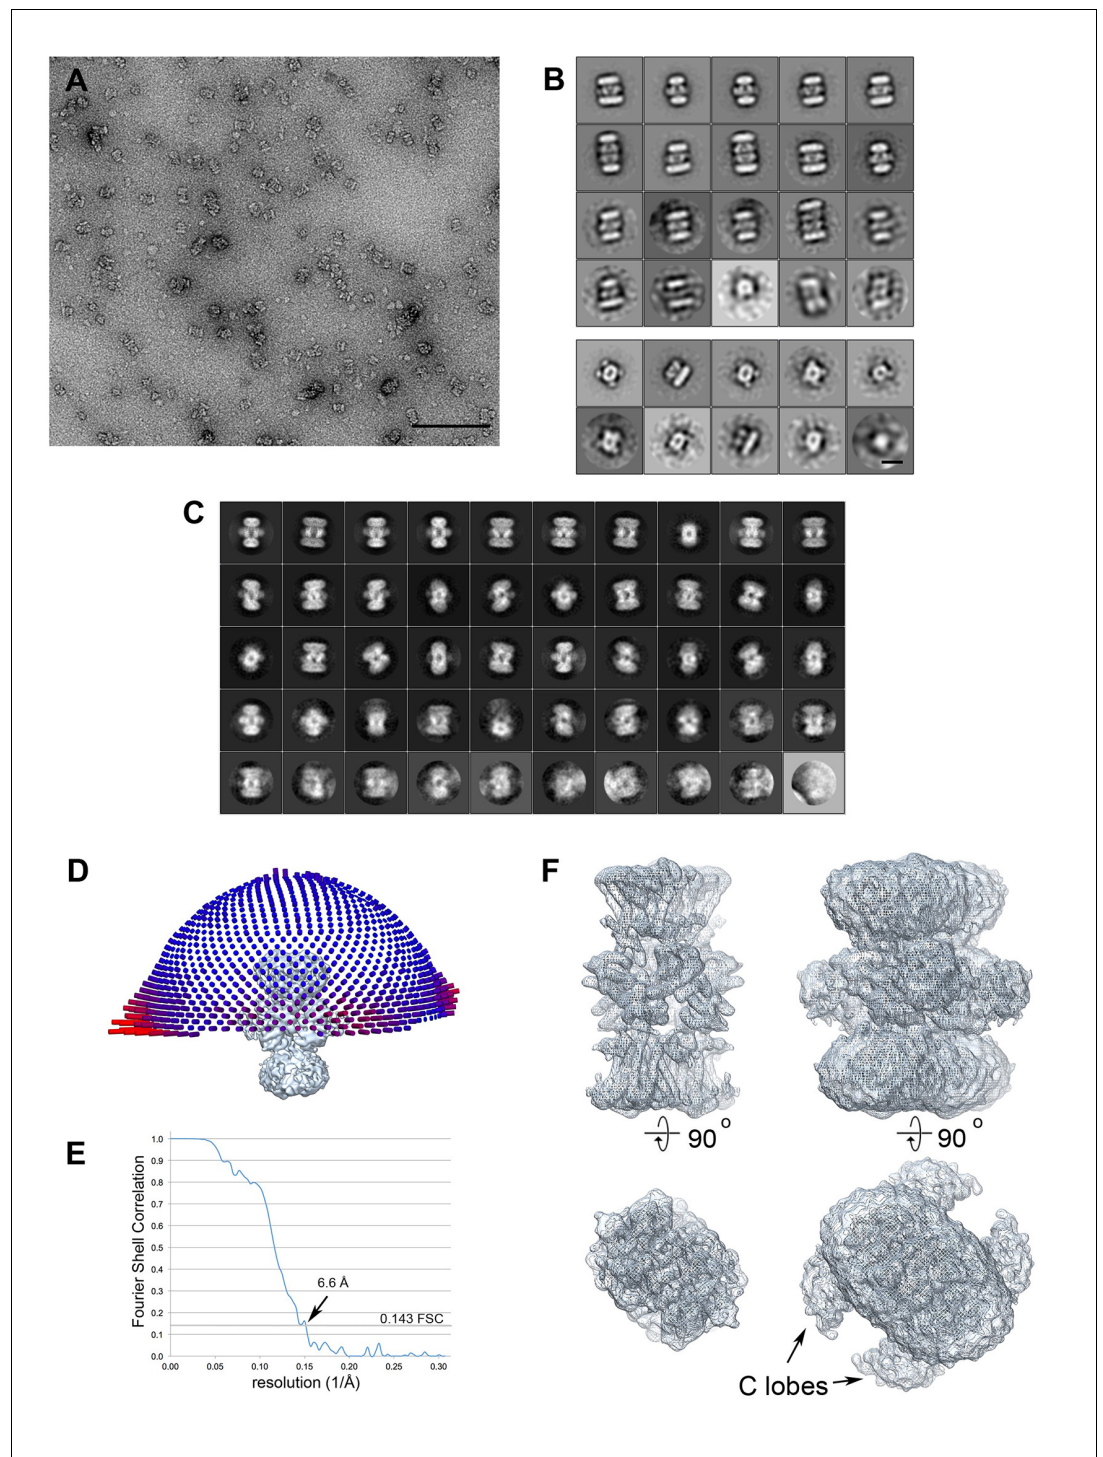 A
B
C
D
E
F
Fourier Shell Correlation
1.0
0.9
0.8
0.7
0.6
0.5
0.4
0.3
0.2
0.1
0.0
6.6 Å
0.143 FSC
0.00 0.05 0.10 0.15 0.20 0.25 0.30
resolution (1/Å)
90 o
90 o
C lobes